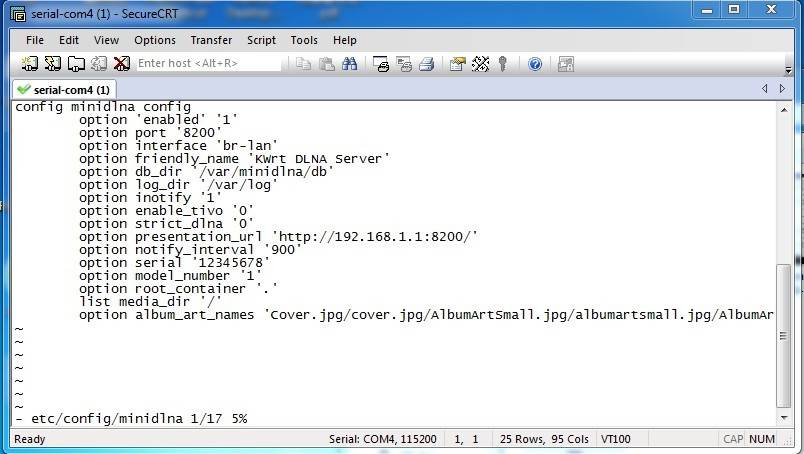 serial-com4 (1) - SecureCRT
File Edit View Options Transfer Script Tools Help
Enter host <Alt+R>
serial-com4 (1)
config minidlna config
option 'enabled' '1'
option port '8200'
option interface 'br-lan'
option friendly_name 'KWrt DLNA Server'
option db_dir '/var/minidlna/db'
option log_dir '/var/log'
option inotify '1'
option enable_tivo '0'
option strict_dlna '0'
option presentation_url 'http://192.168.1.1:8200/'
option notify_interval '900'
option serial '12345678'
option model_number '1'
option root_container '.'
list media_dir '/'
option album_art_names 'Cover.jpg/cover.jpg/AlbumArtSmall.jpg/albumartsmall.jpg/AlbumAr
~
~
~
~
~
~
~
- etc/config/minidlna 1/17 5%
Ready Serial: COM4, 115200 1, 1 25 Rows, 95 Cols VT100 CAP NUM